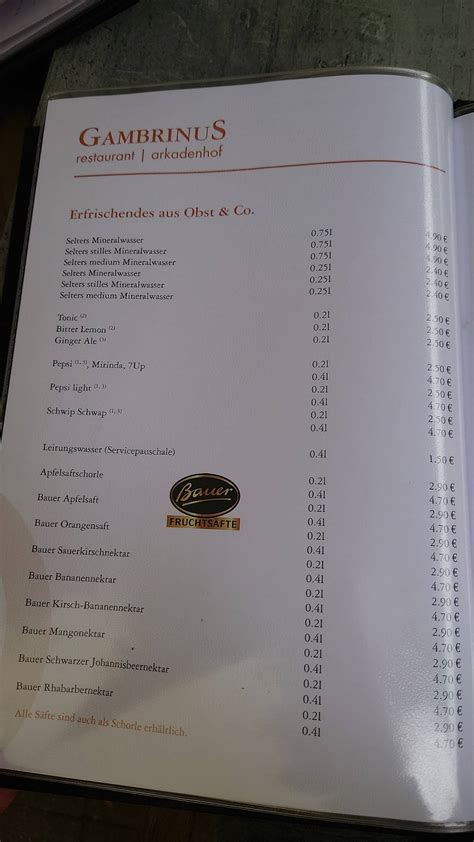 GAMBRINUS
restaurant | arkadenhof
Erfrischendes aus Obst & Co.
Selters Mineralwasser 0.75l 4.90 €
Selters stilles Mineralwasser 0.75l 4.90 €
Selters medium Mineralwasser 0.75l 4.90 €
Selters Mineralwasser 0.25l 2.40 €
Selters stilles Mineralwasser 0.25l 2.40 €
Selters medium Mineralwasser 0.25l 2.40 €
Tonic (2) 0.2l 2.50 €
Bitter Lemon (2) 0.2l 2.50 €
Ginger Ale (3) 0.2l 2.50 €
Pepsi (1, 3), Mirinda, 7Up 0.2l 2.50 €
0.4l 4.70 €
Pepsi light (1, 3) 0.2l 2.50 €
0.4l 4.70 €
Schwip Schwap (1, 3) 0.2l 2.50 €
0.4l 4.70 €
Leitungswasser (Servicepauschale) 0.4l 1.50 €
Apfelsaftschorle 0.2l 2.90 €
0.4l 4.70 €
Bauer Apfelsaft 0.2l 2.90 €
0.4l 4.70 €
Bauer Orangensaft 0.2l 2.90 €
0.4l 4.70 €
Bauer Sauerkirschnektar 0.2l 2.90 €
0.4l 4.70 €
Bauer Bananennektar 0.2l 2.90 €
0.4l 4.70 €
Bauer Kirsch-Bananennektar 0.2l 2.90 €
0.4l 4.70 €
Bauer Mangonektar 0.2l 2.90 €
0.4l 4.70 €
Bauer Schwarzer Johannisbeernektar 0.2l 2.90 €
0.4l 4.70 €
Bauer Rhabarbernektar 0.2l 2.90 €
0.4l 4.70 €
Alle Säfte sind auch als Schorle erhältlich.
Bauer
FRUCHTSÄFTE